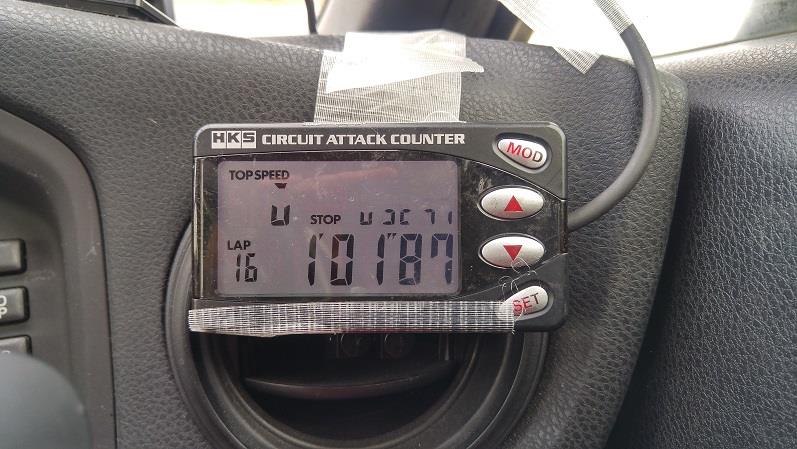 HKS CIRCUIT ATTACK COUNTER
MOD
TOP SPEED
STOP
LAP
16 1'01"87
SET